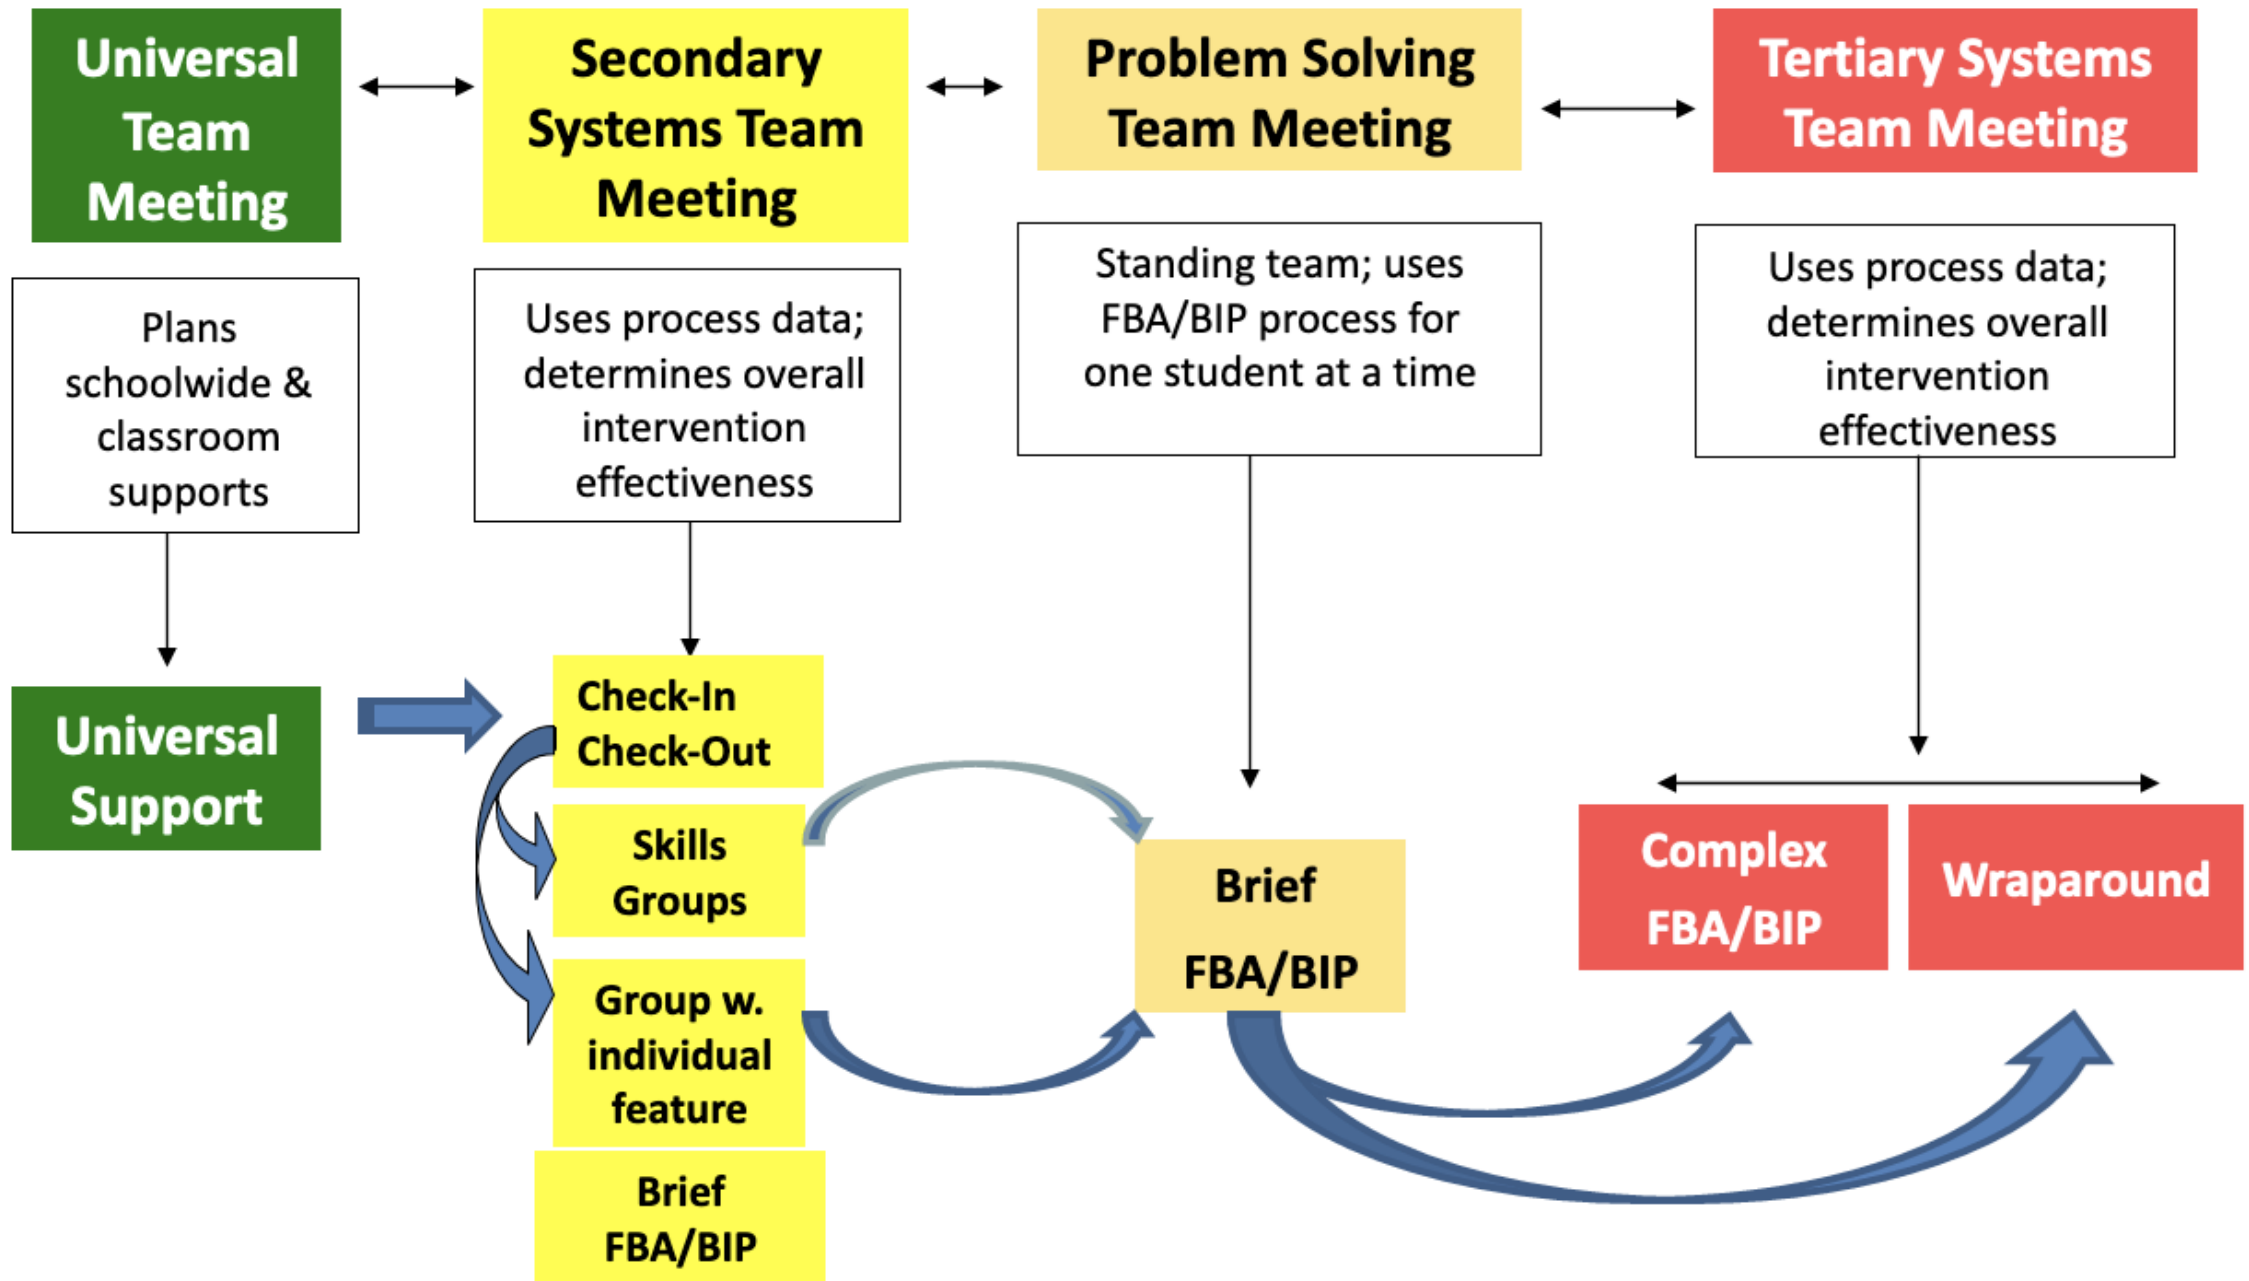 Universal
Team
Meeting
Secondary
Systems Team
Meeting
Problem Solving
Team Meeting
Tertiary Systems
Team Meeting
Plans
schoolwide &
classroom
supports
Uses process data;
determines overall
intervention
effectiveness
Standing team; uses
FBA/BIP process for
one student at a time
Uses process data;
determines overall
intervention
effectiveness
Universal
Support
Check-In
Check-Out
Skills
Groups
Group w.
individual
feature
Brief
FBA/BIP
Brief
FBA/BIP
Complex
FBA/BIP
Wraparound